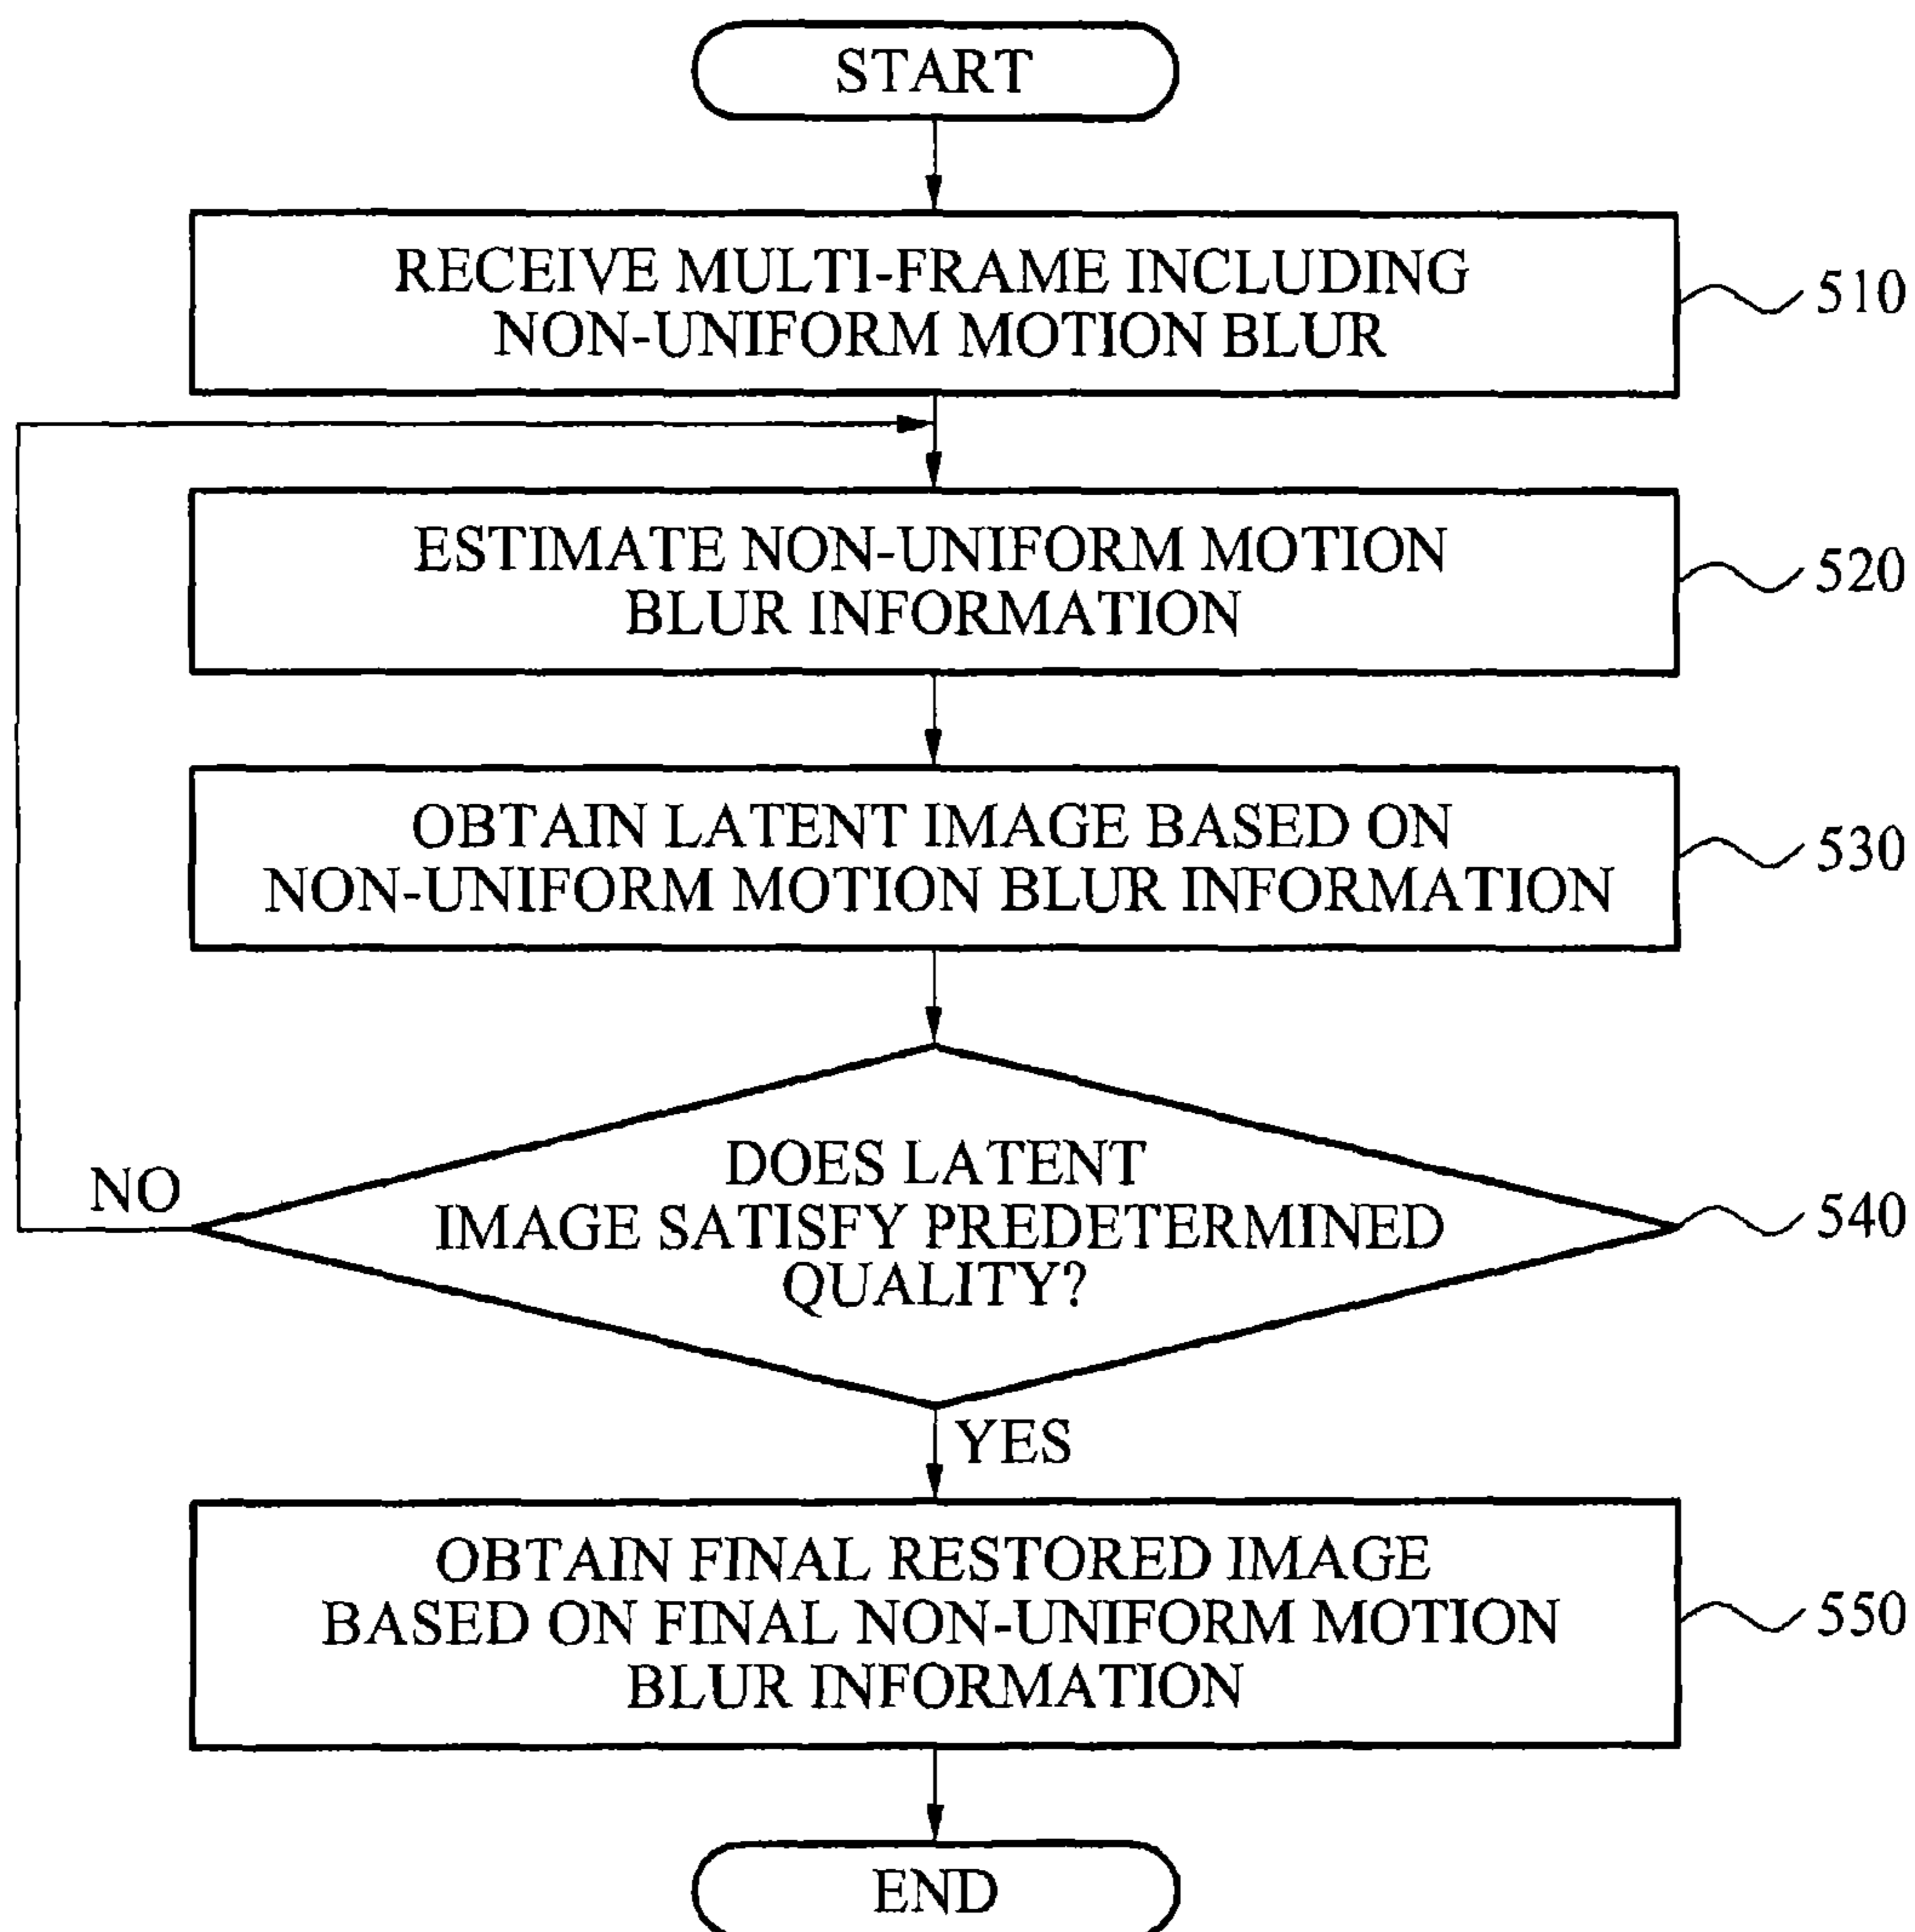 START
RECEIVE MULTI-FRAME INCLUDING
NON-UNIFORM MOTION BLUR
510
ESTIMATE NON-UNIFORM MOTION
BLUR INFORMATION
520
OBTAIN LATENT IMAGE BASED ON
NON-UNIFORM MOTION BLUR INFORMATION
530
DOES LATENT
IMAGE SATISFY PREDETERMINED
QUALITY?
540
NO
YES
OBTAIN FINAL RESTORED IMAGE
BASED ON FINAL NON-UNIFORM MOTION
BLUR INFORMATION
550
END